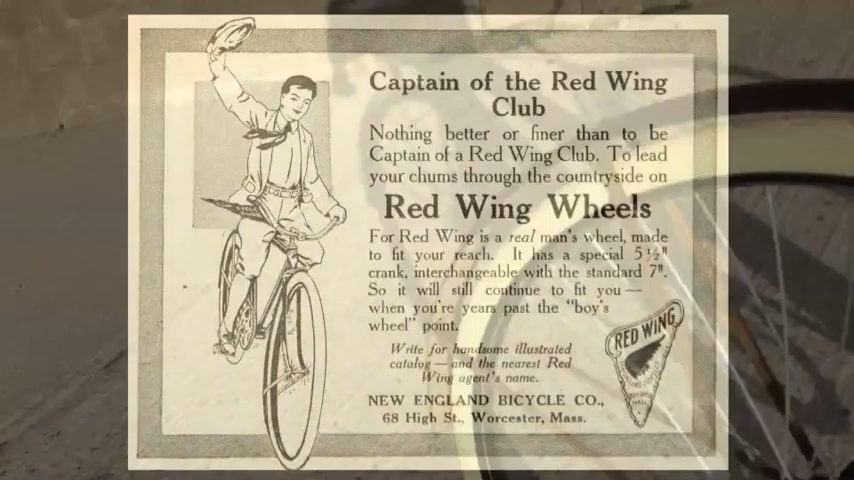 Captain of the Red Wing
Club
Nothing better or finer than to be
Captain of a Red Wing Club. To lead
your chums through the countryside on
Red Wing Wheels
For Red Wing is a real man's wheel, made
to fit your reach. It has a special 5½"
crank, interchangeable with the standard 7".
So it will still continue to fit you—
when you're years past the "boy's
wheel" point.
Write for handsome illustrated
catalog—and the nearest Red
Wing agent's name.
NEW ENGLAND BICYCLE CO.,
68 High St., Worcester, Mass.
RED WING